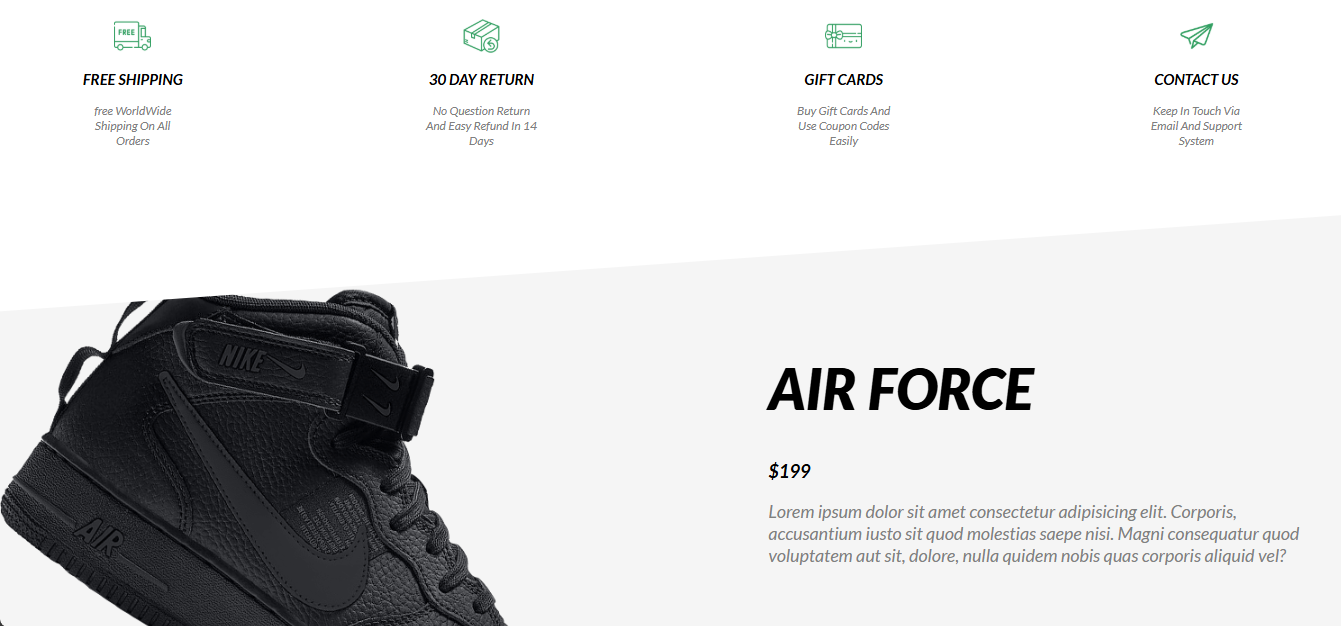 FREE
FREE SHIPPING
free WorldWide
Shipping On All
Orders
30 DAY RETURN
No Question Return
And Easy Refund In 14
Days
GIFT CARDS
Buy Gift Cards And
Use Coupon Codes
Easily
CONTACT US
Keep In Touch Via
Email And Support
System
NIKE
AIR
AIR FORCE
$199
Lorem ipsum dolor sit amet consectetur adipisicing elit. Corporis,
accusantium iusto sit quod molestias saepe nisi. Magni consequatur quod
voluptatem aut sit, dolore, nulla quidem nobis quas corporis aliquid vel?